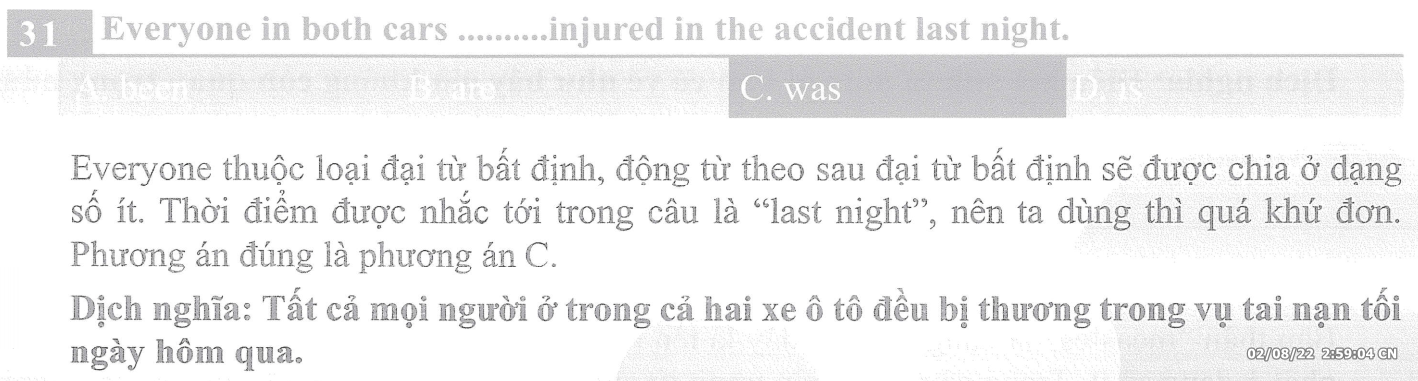 31 Everyone in both cars ..........injured in the accident last night.
A. been B. are C. was D. is
Everyone thuộc loại đại từ bất định, động từ theo sau đại từ bất định sẽ được chia ở dạng
số ít. Thời điểm được nhắc tới trong câu là “last night”, nên ta dùng thì quá khứ đơn.
Phương án đúng là phương án C.
Dịch nghĩa: Tất cả mọi người ở trong cả hai xe ô tô đều bị thương trong vụ tai nạn tối
ngày hôm qua.
02/08/22 2:59:04 CN